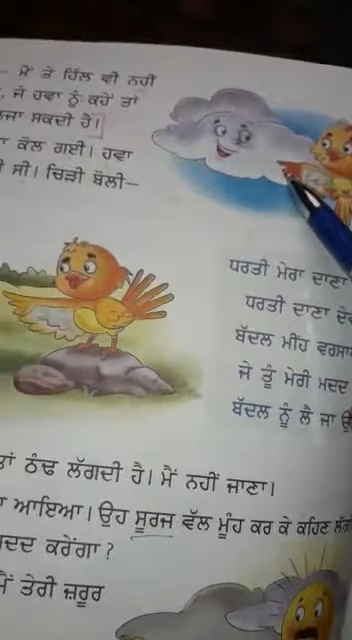 – ਮੈਂ ਤੇ ਹਿੱਲ ਵੀ ਨਹੀਂ
ਜੇ ਹਵਾ ਨੂੰ ਕਹੇਂ ਤਾਂ
ਸਕਦੀ ਹੈ।
ਕੋਲ ਗਈ। ਹਵਾ
ਸੀ। ਚਿੜੀ ਬੋਲੀ–
ਧਰਤੀ ਮੇਰਾ ਦਾਣਾ
ਧਰਤੀ ਦਾਣਾ
ਬੱਦਲ ਮੀਂਹ
ਜੇ ਤੂੰ ਮੇਰੀ ਮਦਦ
ਬੱਦਲ ਨੂੰ ਲੈ ਜਾ
ਠੰਢ ਲੱਗਦੀ ਹੈ। ਮੈਂ ਨਹੀਂ ਜਾਣਾ।
ਆਇਆ। ਉਹ ਸੂਰਜ ਵੱਲ ਮੂੰਹ ਕਰ ਕੇ ਕਹਿਣ
ਕਰੇਂਗਾ ?
ਤੇਰੀ ਜ਼ਰੂਰ